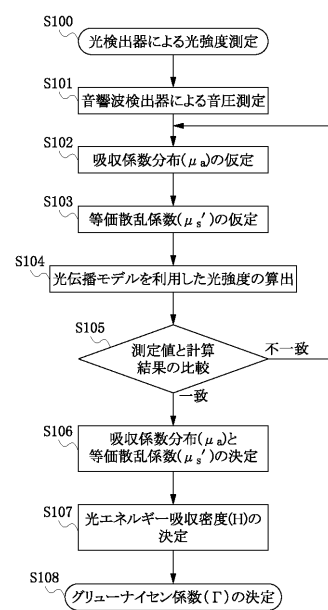 S100
光検出器による光強度測定
S101
音響波検出器による音圧測定
S102
吸収係数分布(μa)の仮定
S103
等価散乱係数(μs′)の仮定
S104
光伝播モデルを利用した光強度の算出
S105
測定値と計算
結果の比較
不一致
一致
S106
吸収係数分布(μa)と
等価散乱係数(μs′)の決定
S107
光エネルギー吸収密度(H)の
決定
S108
グリューナイセン係数(Γ)の決定